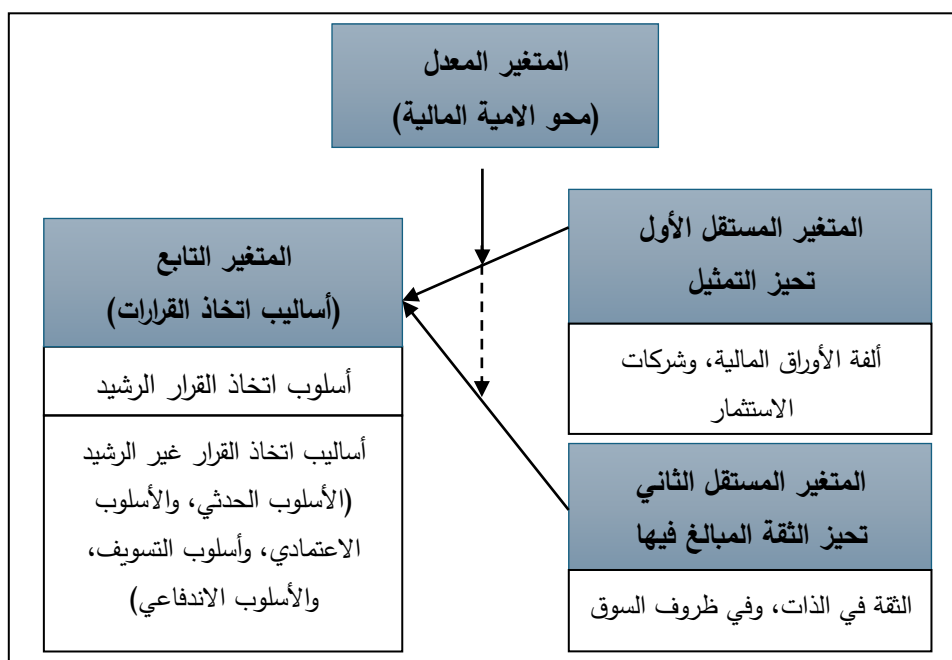 المتغير المعدل
(محو الامية المالية)
المتغير المستقل الأول
تحيز التمثيل
ألفة الأوراق المالية، وشركات
الاستثمار
المتغير المستقل الثاني
تحيز الثقة المبالغ فيها
الثقة في الذات، وفي ظروف السوق
المتغير التابع
(أساليب اتخاذ القرارات)
أسلوب اتخاذ القرار الرشيد
أساليب اتخاذ القرار غير الرشيد
(الأسلوب الحدثي، والأسلوب
الاعتمادي، وأسلوب التسويف،
والأسلوب الاندفاعي)